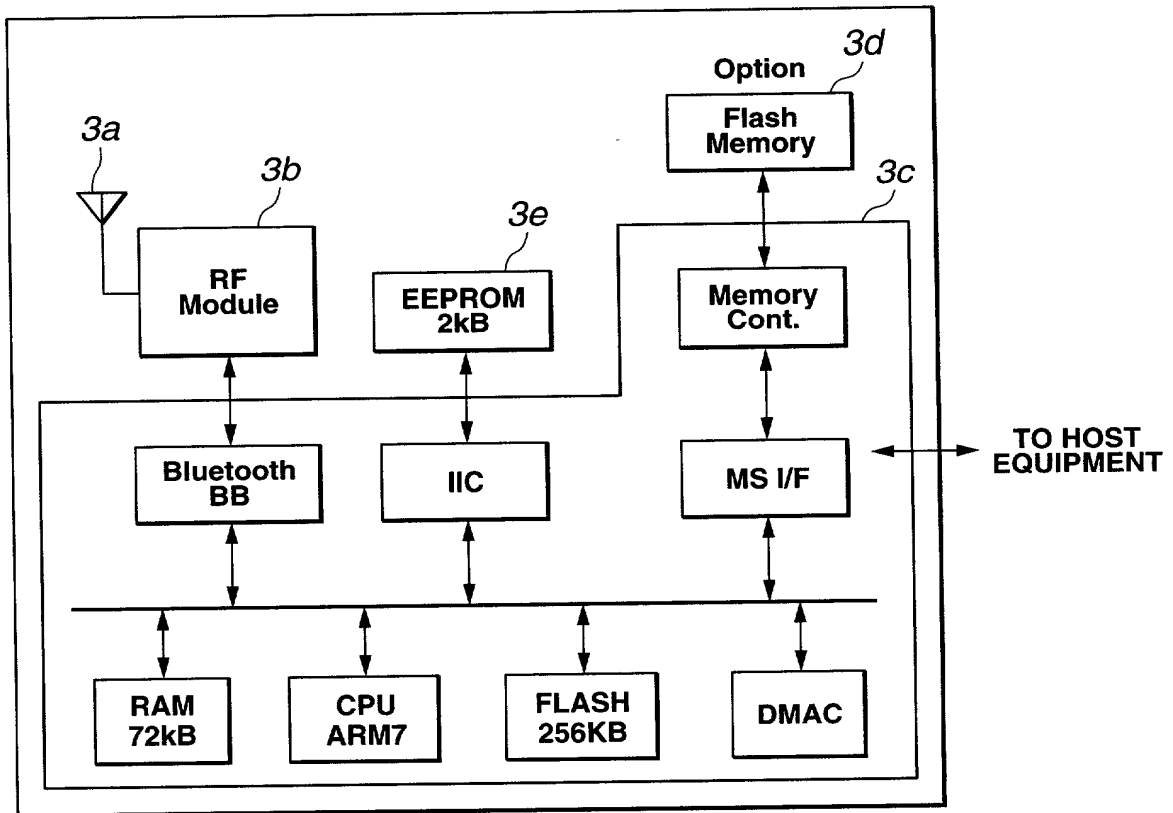 3d
Option
Flash
Memory
3a
3b
3c
3e
RF
Module
EEPROM
2kB
Memory
Cont.
Bluetooth
BB
IIC
MS I/F
TO HOST
EQUIPMENT
RAM
72kB
CPU
ARM7
FLASH
256KB
DMAC